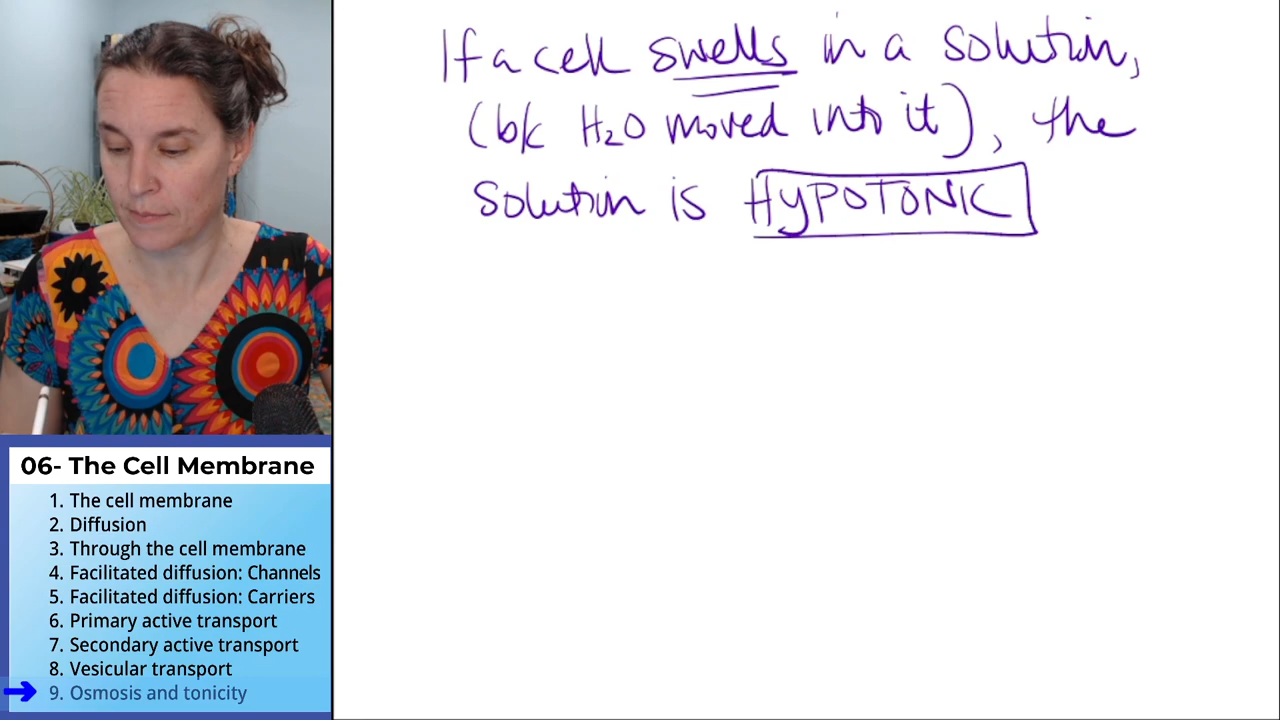 If a cell swells in a solution,
(b/c H₂O moved into it), the
solution is HYPOTONIC
06- The Cell Membrane
1. The cell membrane
2. Diffusion
3. Through the cell membrane
4. Facilitated diffusion: Channels
5. Facilitated diffusion: Carriers
6. Primary active transport
7. Secondary active transport
8. Vesicular transport
9. Osmosis and tonicity